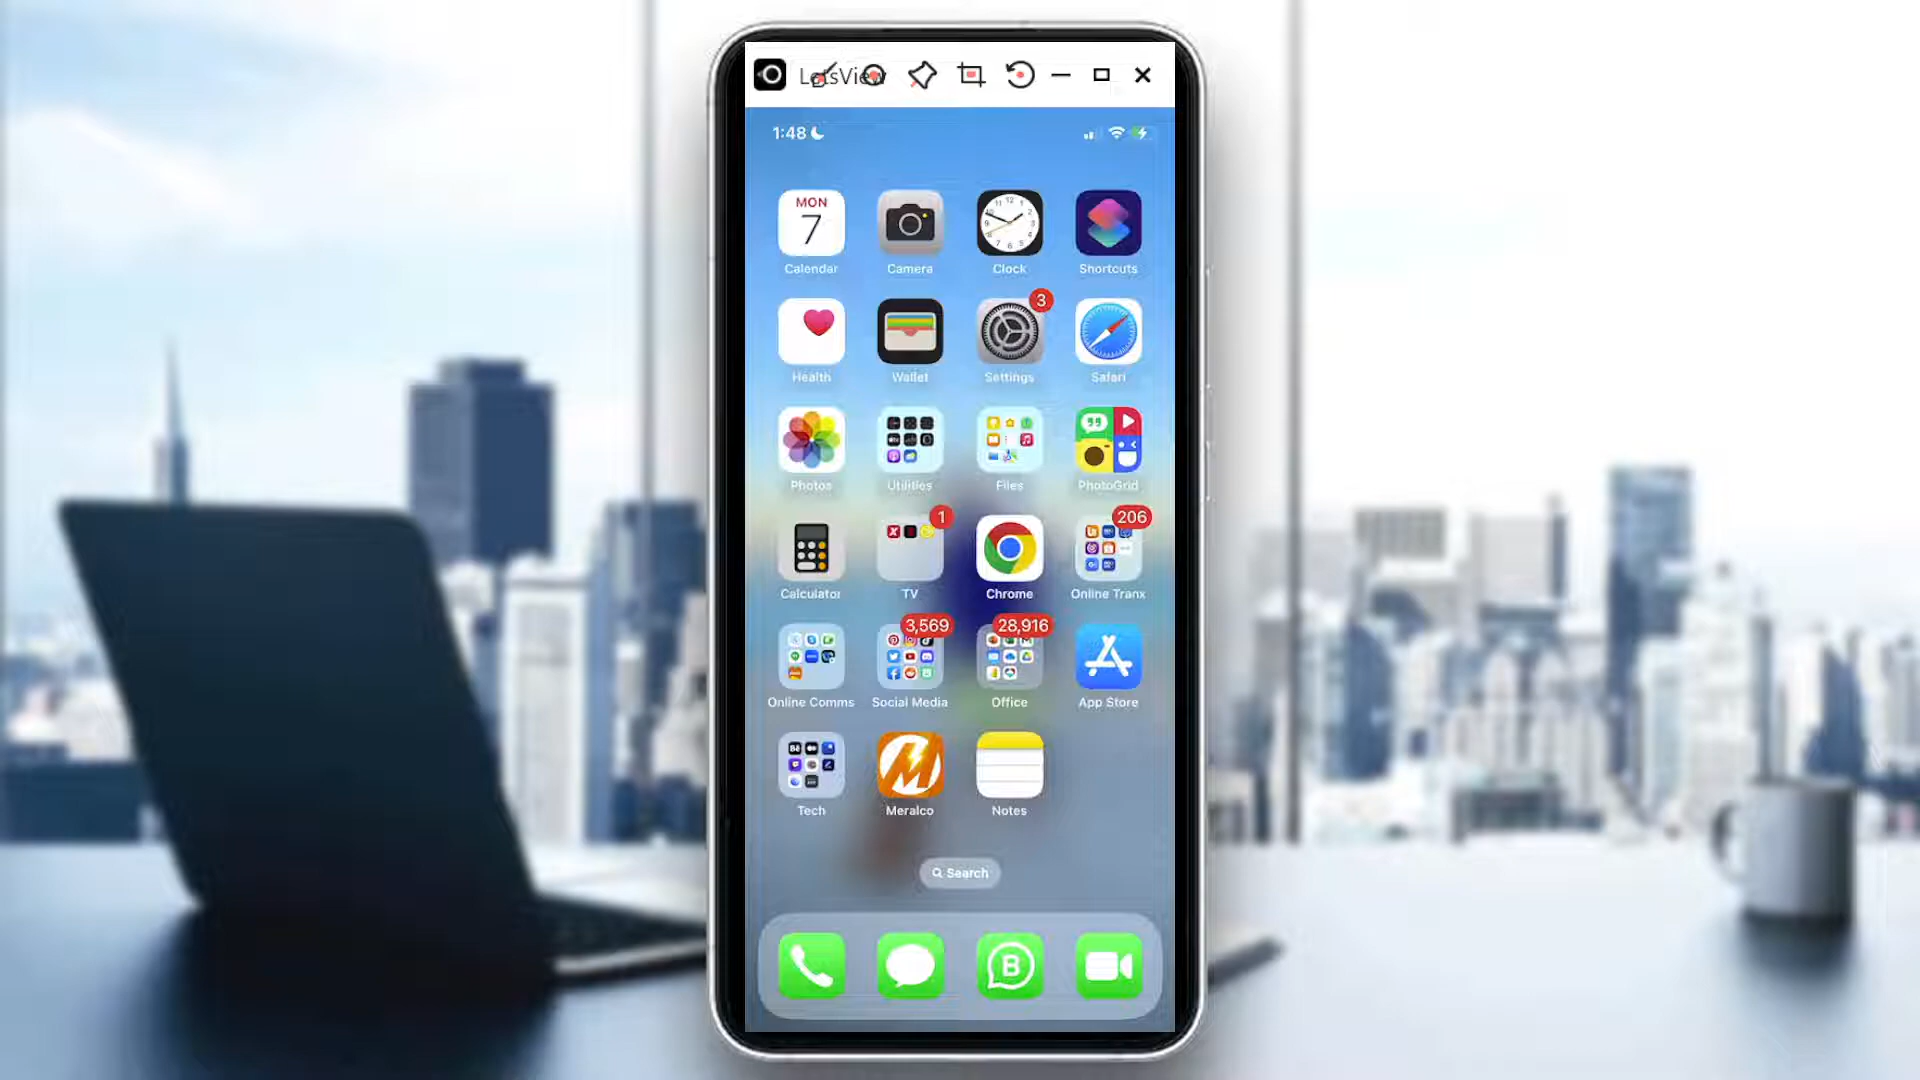 LetsView
1:48
MON
7
Calendar
Camera
Clock
Shortcuts
3
Health
Wallet
Settings
Safari
Photos
Utilities
Files
PhotoGrid
1
206
Calculator
TV
Chrome
Online Tranx
3,569
28,916
Online Comms
Social Media
Office
App Store
Tech
Meralco
Notes
Search